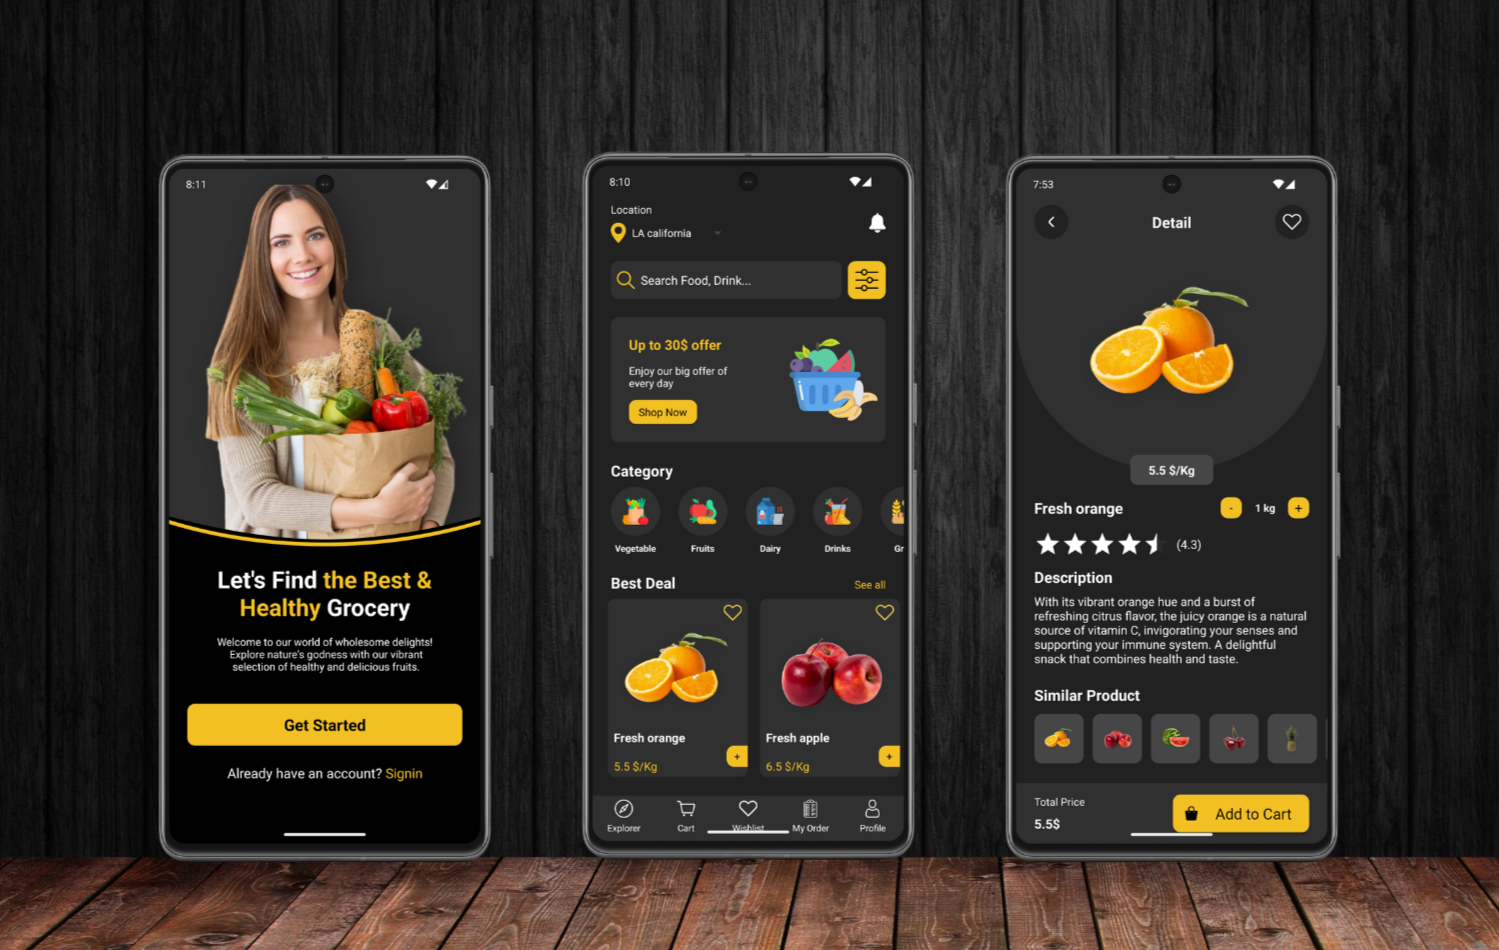 8:11
Let's Find the Best &
Healthy Grocery
Welcome to our world of wholesome delights!
Explore nature's godness with our vibrant
selection of healthy and delicious fruits.
Get Started
Already have an account? Signin
8:10
Location
LA california
Search Food, Drink...
Up to 30$ offer
Enjoy our big offer of
every day
Shop Now
Category
Vegetable Fruits Dairy Drinks Gr
Best Deal See all
Fresh orange Fresh apple
5.5 $/Kg + 6.5 $/Kg +
Explorer Cart Wishlist My Order Profile
7:53
Detail
5.5 $/Kg
Fresh orange - 1 kg +
(4.3)
Description
With its vibrant orange hue and a burst of
refreshing citrus flavor, the juicy orange is a natural
source of vitamin C, invigorating your senses and
supporting your immune system. A delightful
snack that combines health and taste.
Similar Product
Total Price
5.5$
Add to Cart